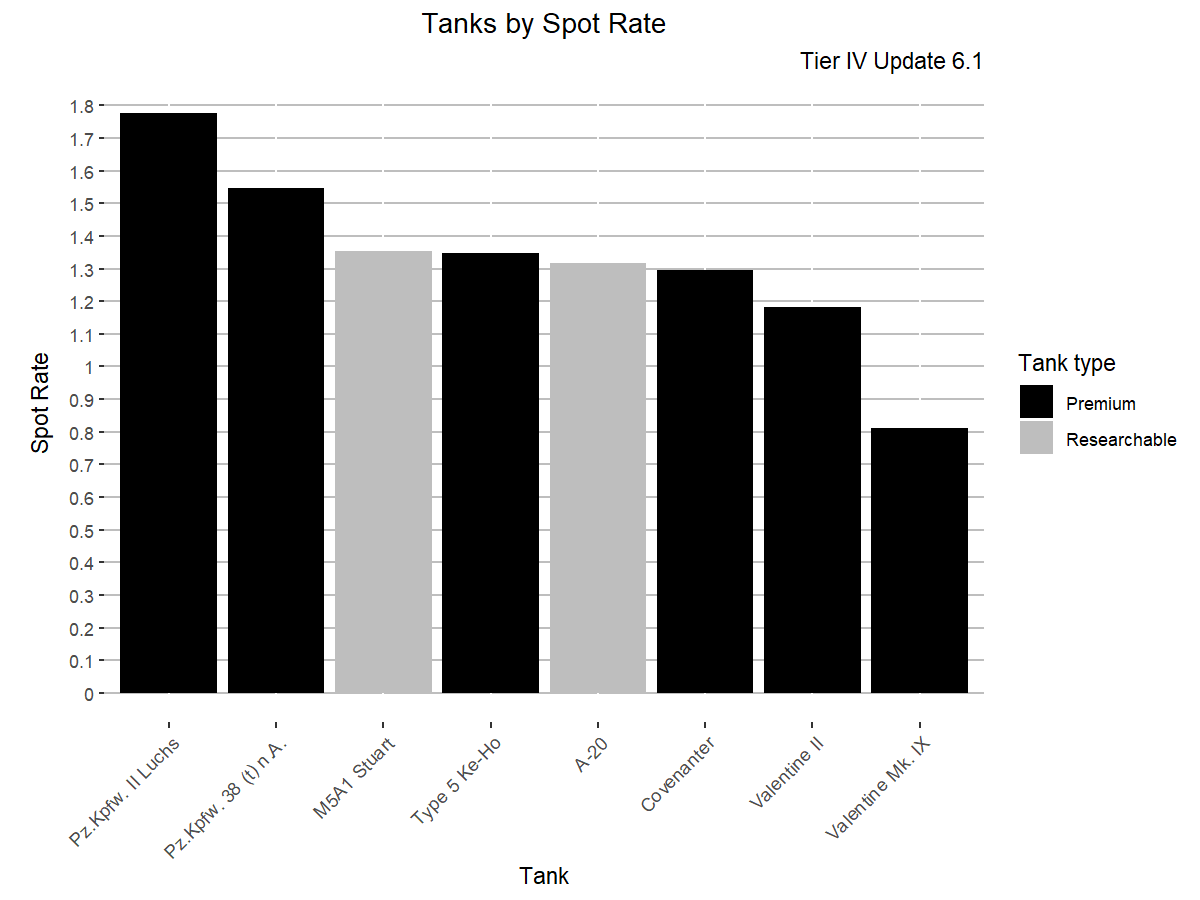 Tanks by Spot Rate
Tier IV Update 6.1
Spot Rate
1.8
1.7
1.6
1.5
1.4
1.3
1.2
1.1
1
0.9
0.8
0.7
0.6
0.5
0.4
0.3
0.2
0.1
0
Pz.Kpfw. II Luchs
Pz.Kpfw. 38 (t) n A.
M5A1 Stuart
Type 5 Ke-Ho
A-20
Covenanter
Valentine II
Valentine Mk. IX
Tank
Tank type
Premium
Researchable